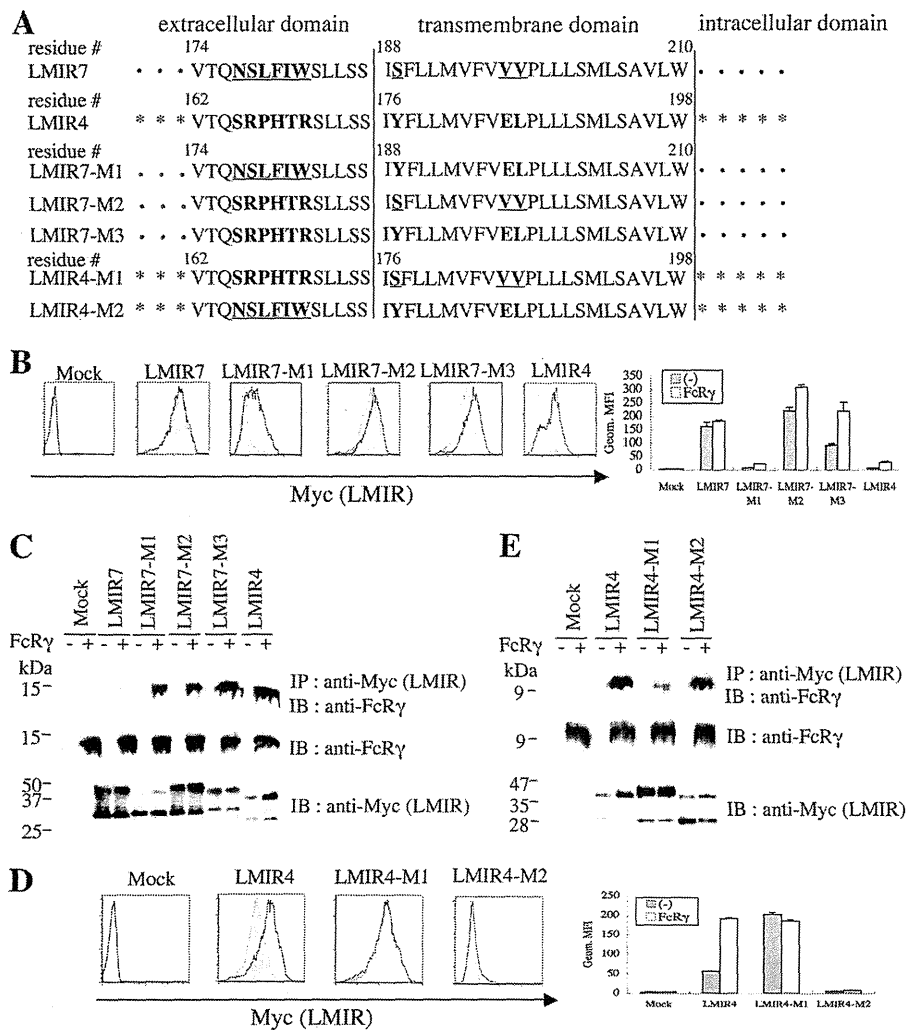 A
extracellular domain transmembrane domain intracellular domain
residue # 174 188 210
LMIR7 · · · VTQNSLFIWSLLSS ISFLLMVFVVVPLLLSMLSAVLW · · · · ·
residue # 162 176 198
LMIR4 * * * VTQSRPHTRSLLSS IYFLLMVFVELPLLLSMLSAVLW * * * * *
residue # 174 188 210
LMIR7-M1 · · · VTQNSLFIWSLLSS IYFLLMVFVELPLLLSMLSAVLW · · · · ·
LMIR7-M2 · · · VTQSRPHTRSLLSS ISFLLMVFVVVPLLLSMLSAVLW · · · · ·
LMIR7-M3 · · · VTQSRPHTRSLLSS IYFLLMVFVELPLLLSMLSAVLW · · · · ·
residue # 162 176 198
LMIR4-M1 * * * VTQSRPHTRSLLSS ISFLLMVFVVVPLLLSMLSAVLW * * * * *
LMIR4-M2 * * * VTQNSLFIWSLLSS IYFLLMVFVELPLLLSMLSAVLW * * * * *
B
Mock LMIR7 LMIR7-M1 LMIR7-M2 LMIR7-M3 LMIR4
Myc (LMIR)
Geom. MFI
350
300
250
200
150
100
50
0
(-)
FcRγ
Mock LMIR7 LMIR7-M1 LMIR7-M2 LMIR7-M3 LMIR4
C
Mock LMIR7 LMIR7-M1 LMIR7-M2 LMIR7-M3 LMIR4
FcRγ - + - + - + - + - + - +
kDa
15- IP : anti-Myc (LMIR)
IB : anti-FcRγ
15- IB : anti-FcRγ
50-
37- IB : anti-Myc (LMIR)
25-
E
Mock LMIR4 LMIR4-M1 LMIR4-M2
FcRγ - + - + - + - +
kDa
9- IP : anti-Myc (LMIR)
IB : anti-FcRγ
9- IB : anti-FcRγ
47-
35- IB : anti-Myc (LMIR)
28-
D
Mock LMIR4 LMIR4-M1 LMIR4-M2
Myc (LMIR)
Geom. MFI
250
200
150
100
50
0
(-)
FcRγ
Mock LMIR4 LMIR4-M1 LMIR4-M2